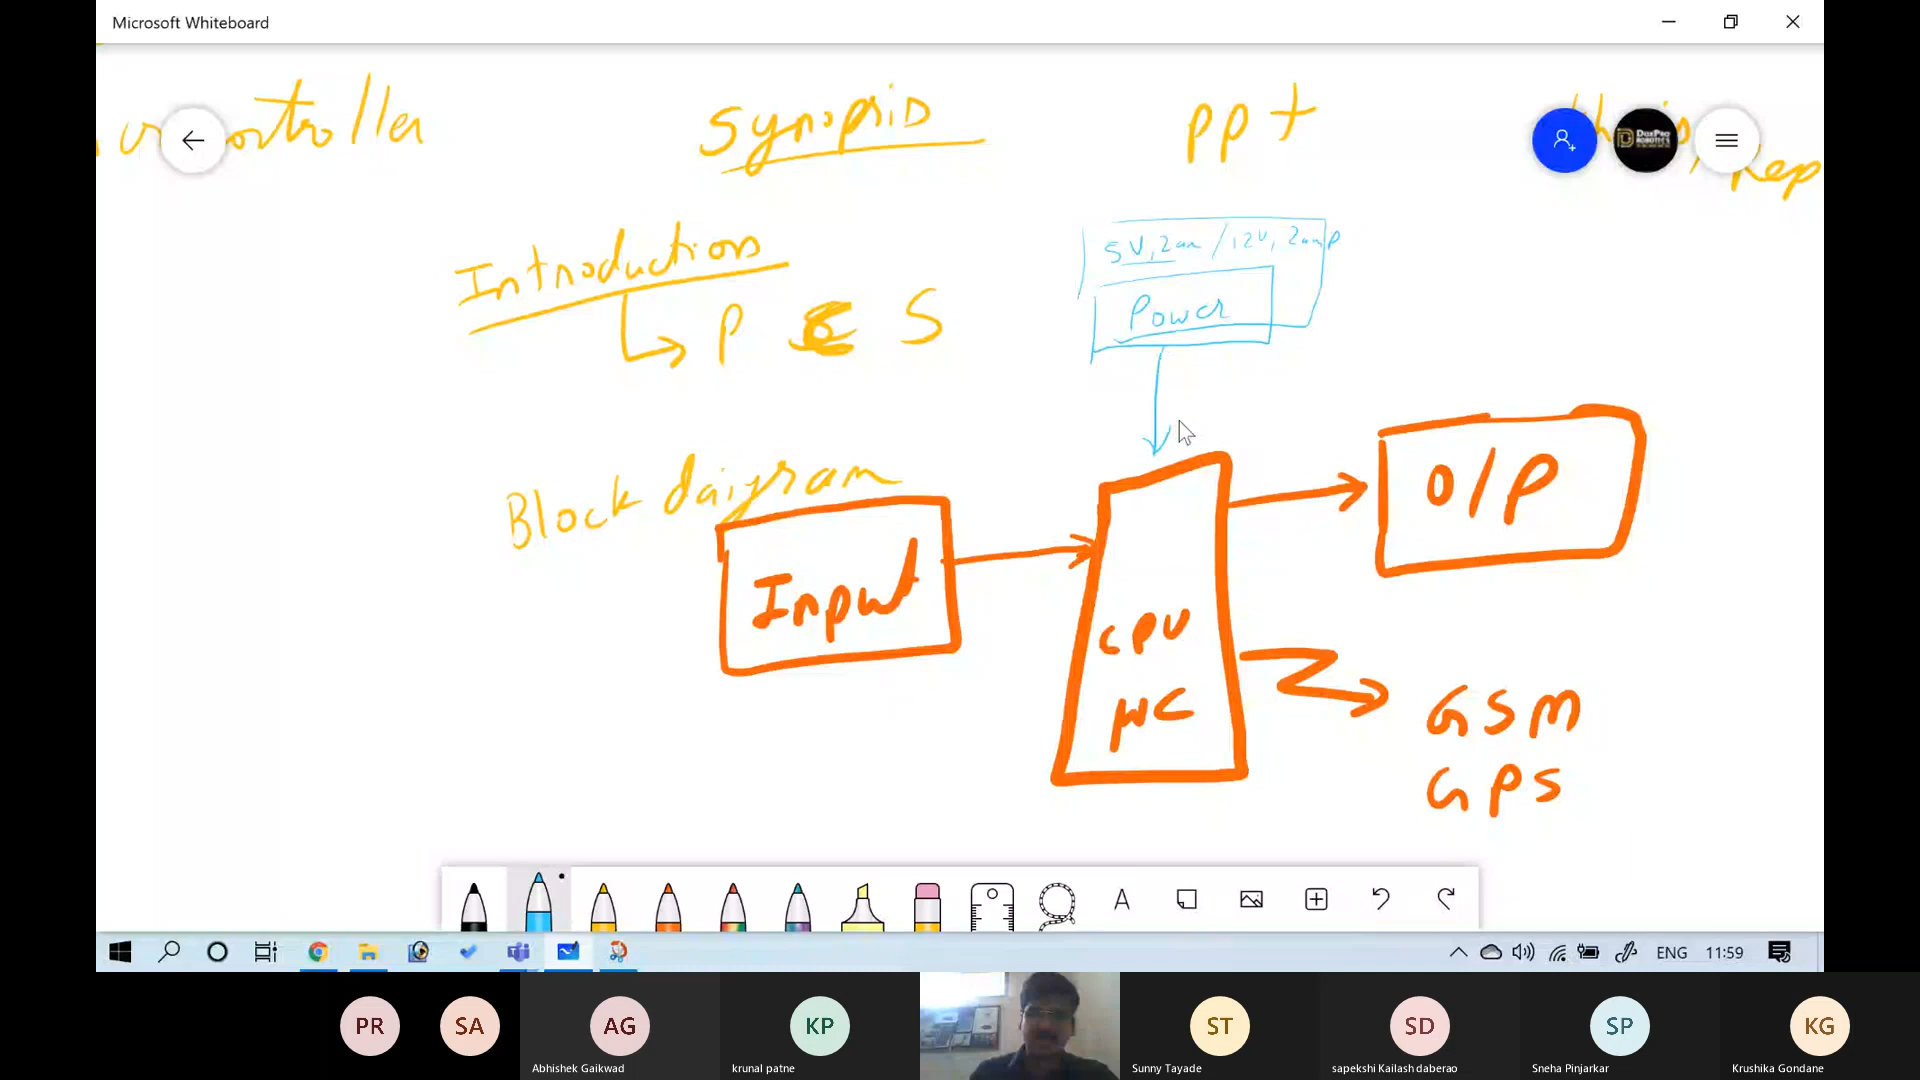 Microsoft Whiteboard
Synopsis
ppt
Introduction
P S
5V, 2am / 12V, 2amp
Power
Block daigram
Input
CPU
μC
O/P
GSM
GPS
DoxPro
ROBOTICS
A
ENG 11:59
PR SA AG KP ST SD SP KG
Abhishek Gaikwad krunal patne Sunny Tayade sapekshi Kailash daberao Sneha Pinjarkar Krushika Gondane